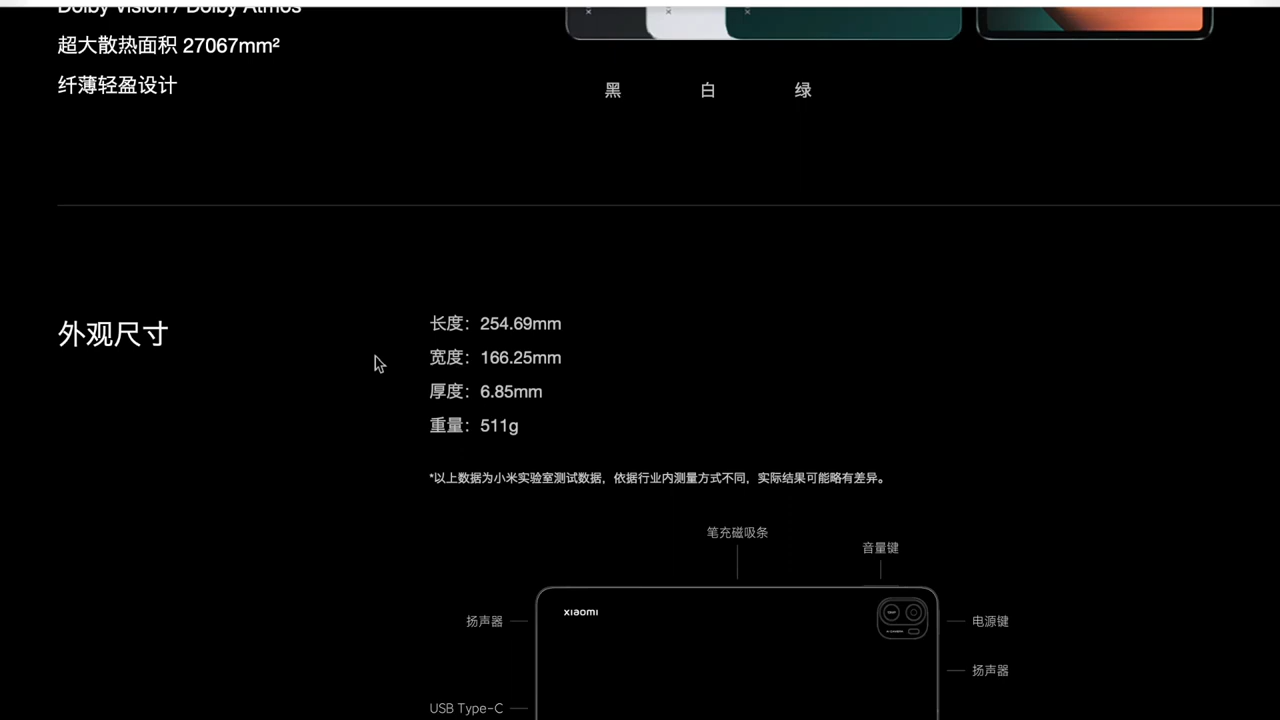 Dolby Vision / Dolby Atmos
超大散热面积 27067mm²
纤薄轻盈设计
黑
白
绿
外观尺寸
长度：254.69mm
宽度：166.25mm
厚度：6.85mm
重量：511g
*以上数据为小米实验室测试数据，依据行业内测量方式不同，实际结果可能略有差异。
笔充磁吸条
音量键
xiaomi
扬声器
电源键
扬声器
USB Type-C